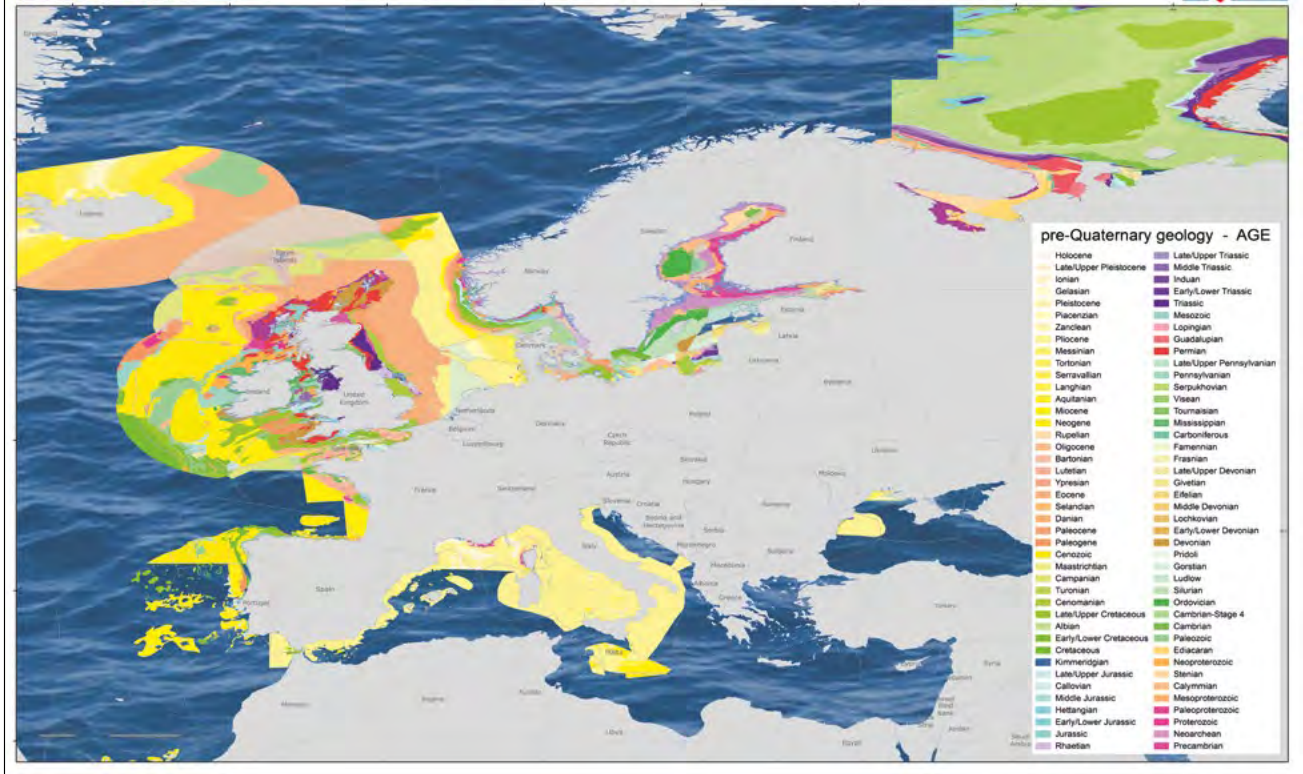 Greenland
Iceland
Faroe Islands
Sweden
Finland
Norway
Estonia
Latvia
Denmark
Lithuania
Ireland
United Kingdom
Netherlands
Belgium
Luxembourg
Germany
Poland
Czech Republic
Slovakia
Ukraine
Moldova
France
Switzerland
Austria
Hungary
Slovenia
Croatia
Romania
Bosnia and Herzegovina
Serbia
Italy
Montenegro
Bulgaria
Macedonia
Albania
Greece
Spain
Portugal
Turkey
Malta
Syria
Lebanon
Morocco
Algeria
Tunisia
Libya
Egypt
Jordan
pre-Quaternary geology - AGE
Holocene
Late/Upper Pleistocene
Ionian
Gelasian
Pleistocene
Piacenzian
Zanclean
Pliocene
Messinian
Tortonian
Serravallian
Langhian
Aquitanian
Miocene
Neogene
Rupelian
Oligocene
Bartonian
Lutetian
Ypresian
Eocene
Selandian
Danian
Paleocene
Paleogene
Cenozoic
Maastrichtian
Campanian
Turonian
Cenomanian
Late/Upper Cretaceous
Albian
Early/Lower Cretaceous
Cretaceous
Kimmeridgian
Late/Upper Jurassic
Callovian
Middle Jurassic
Hettangian
Early/Lower Jurassic
Jurassic
Rhaetian
Late/Upper Triassic
Middle Triassic
Induan
Early/Lower Triassic
Triassic
Mesozoic
Lopingian
Guadalupian
Permian
Late/Upper Pennsylvanian
Pennsylvanian
Serpukhovian
Visean
Tournaisian
Mississippian
Carboniferous
Famennian
Frasnian
Late/Upper Devonian
Givetian
Eifelian
Middle Devonian
Lochkovian
Early/Lower Devonian
Devonian
Pridoli
Gorstian
Ludlow
Silurian
Ordovician
Cambrian-Stage 4
Cambrian
Paleozoic
Ediacaran
Neoproterozoic
Stenian
Calymmian
Mesoproterozoic
Paleoproterozoic
Proterozoic
Neoarchean
Precambrian